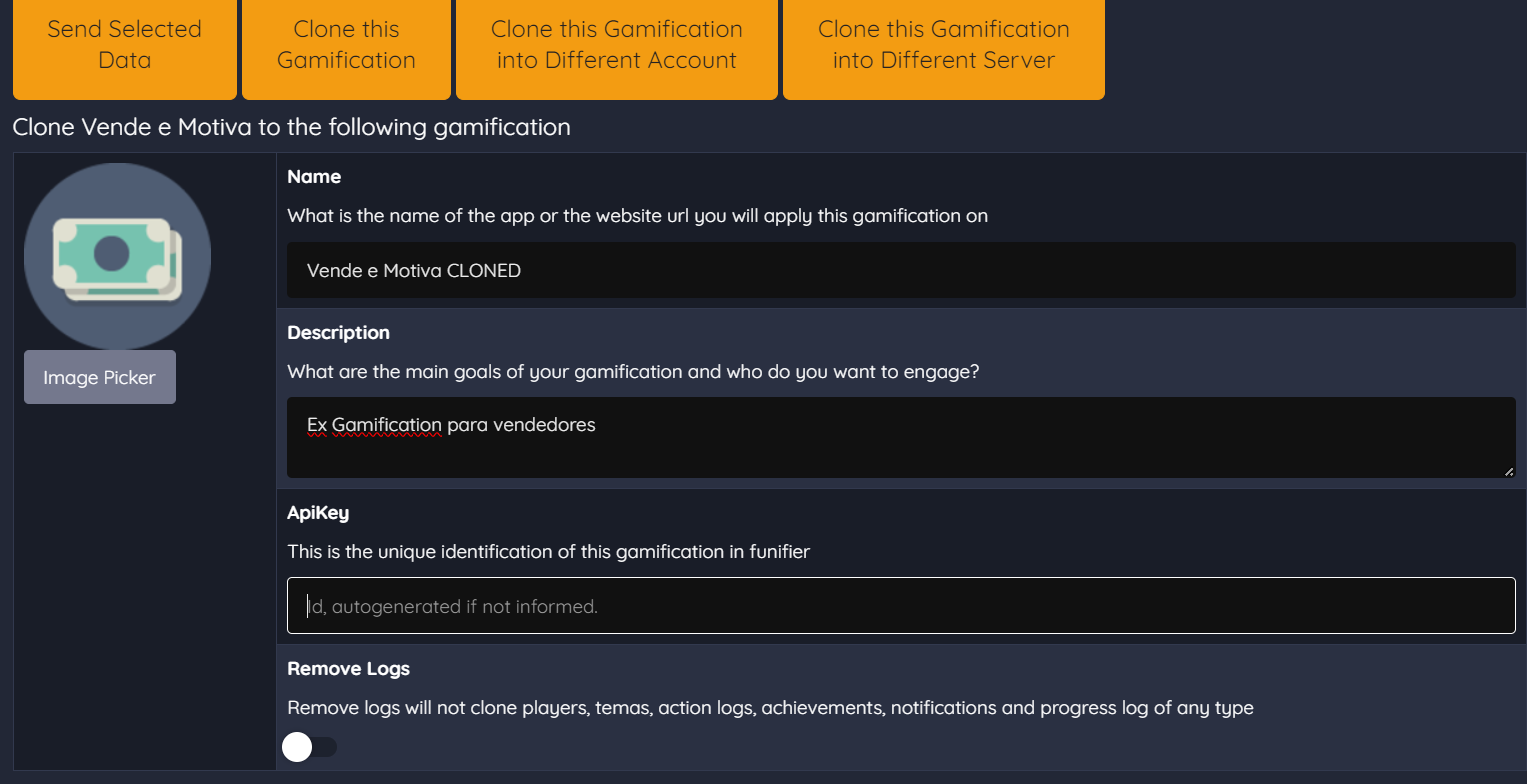 Send Selected
Data
Clone this
Gamification
Clone this Gamification
into Different Account
Clone this Gamification
into Different Server
Clone Vende e Motiva to the following gamification
Image Picker
Name
What is the name of the app or the website url you will apply this gamification on
Vende e Motiva CLONED
Description
What are the main goals of your gamification and who do you want to engage?
Ex Gamification para vendedores
ApiKey
This is the unique identification of this gamification in funifier
Id, autogenerated if not informed.
Remove Logs
Remove logs will not clone players, temas, action logs, achievements, notifications and progress log of any type